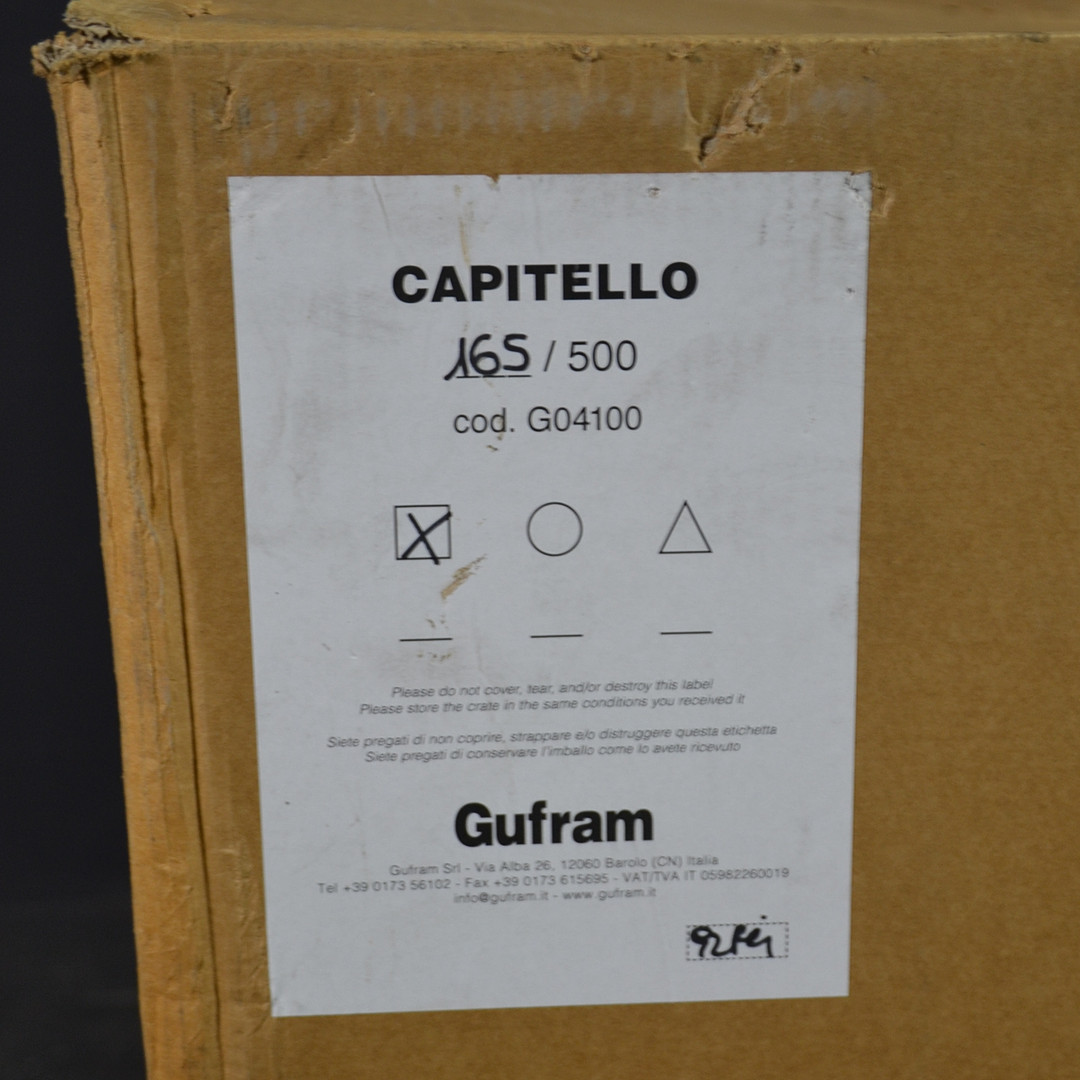 CAPITELLO
165 / 500
cod. G04100
Please do not cover, tear, and/or destroy this label
Please store the crate in the same conditions you received it
Siete pregati di non coprire, strappare e/o distruggere questa etichetta
Siete pregati di conservare l'imballo come lo avete ricevuto
Gufram
Gufram Srl - Via Alba 26, 12060 Barolo (CN) Italia
Tel +39 0173 56102 - Fax +39 0173 615695 - VAT/TVA IT 05982260019
info@gufram.it - www.gufram.it